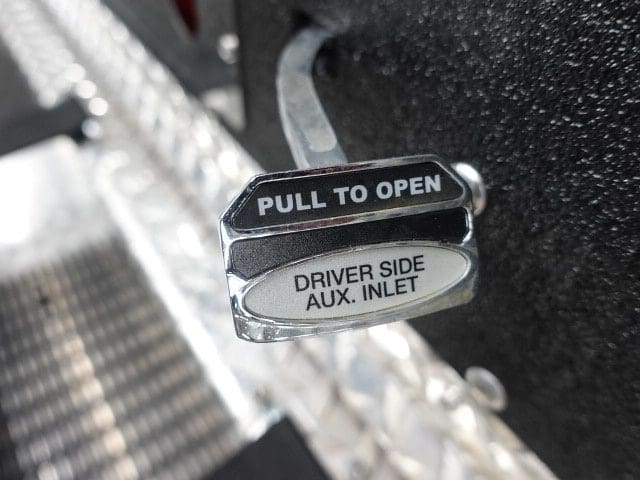 PULL TO OPEN
DRIVER SIDE
AUX. INLET